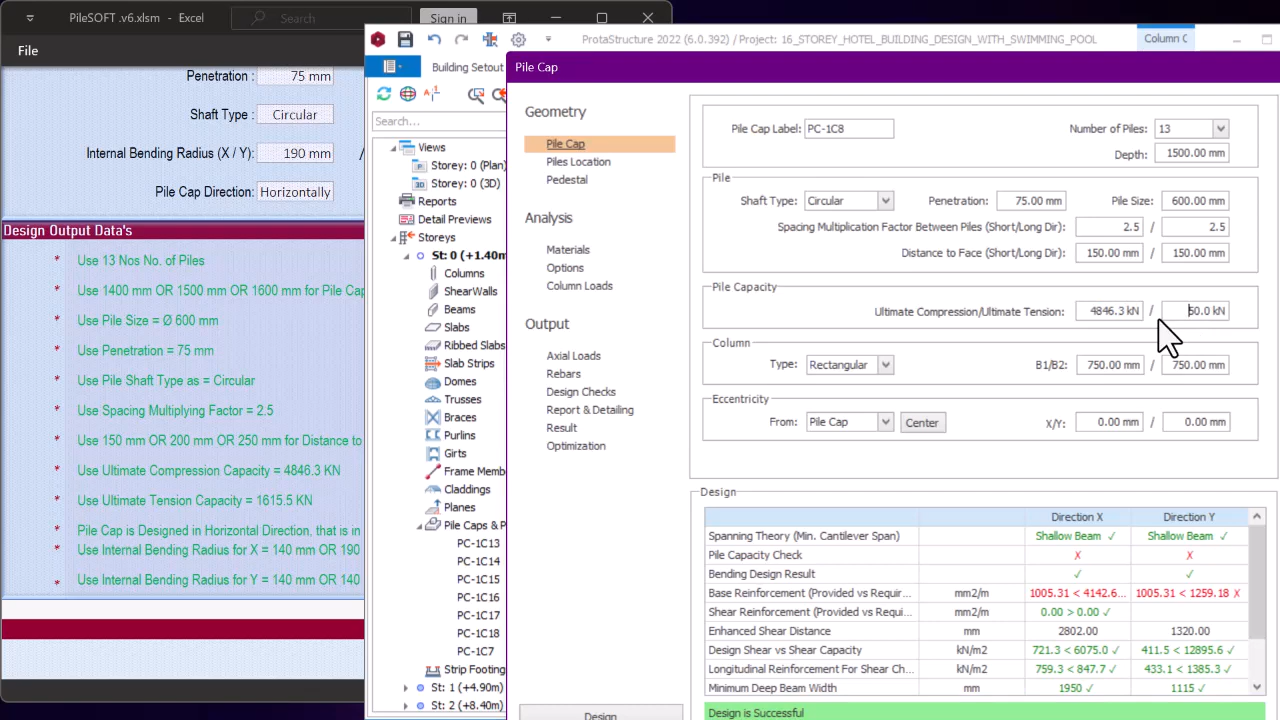 PileSOFT .v6.xlsm - Excel
Search
Sign in
File
Penetration : 75 mm
Shaft Type : Circular
Internal Bending Radius (X / Y): 190 mm /
Pile Cap Direction: Horizontally
Design Output Data's
* Use 13 Nos No. of Piles
* Use 1400 mm OR 1500 mm OR 1600 mm for Pile Cap
* Use Pile Size = Ø 600 mm
* Use Penetration = 75 mm
* Use Pile Shaft Type as = Circular
* Use Spacing Multiplying Factor = 2.5
* Use 150 mm OR 200 mm OR 250 mm for Distance to
* Use Ultimate Compression Capacity = 4846.3 KN
* Use Ultimate Tension Capacity = 1615.5 KN
* Pile Cap is Designed in Horizontal Direction, that is in
* Use Internal Bending Radius for X = 140 mm OR 190
* Use Internal Bending Radius for Y = 140 mm OR 140
ProtaStructure 2022 (6.0.392) / Project: 16_STOREY_HOTEL_BUILDING_DESIGN_WITH_SWIMMING_POOL
Column C
Building Setout
Search...
Views
Storey: 0 (Plan)
Storey: 0 (3D)
Reports
Detail Previews
Storeys
St: 0 (+1.40m
Columns
ShearWalls
Beams
Slabs
Ribbed Slabs
Slab Strips
Domes
Trusses
Braces
Purlins
Girts
Frame Memb
Claddings
Planes
Pile Caps & P
PC-1C13
PC-1C14
PC-1C15
PC-1C16
PC-1C17
PC-1C18
PC-1C7
Strip Footing
St: 1 (+4.90m)
St: 2 (+8.40m)
Pile Cap
Geometry
Pile Cap
Piles Location
Pedestal
Analysis
Materials
Options
Column Loads
Output
Axial Loads
Rebars
Design Checks
Report & Detailing
Result
Optimization
Design
Pile Cap Label: PC-1C8
Number of Piles: 13
Depth: 1500.00 mm
Pile
Shaft Type: Circular
Penetration: 75.00 mm
Pile Size: 600.00 mm
Spacing Multiplication Factor Between Piles (Short/Long Dir): 2.5 / 2.5
Distance to Face (Short/Long Dir): 150.00 mm / 150.00 mm
Pile Capacity
Ultimate Compression/Ultimate Tension: 4846.3 kN / 50.0 kN
Column
Type: Rectangular
B1/B2: 750.00 mm / 750.00 mm
Eccentricity
From: Pile Cap
Center
X/Y: 0.00 mm / 0.00 mm
Design
Direction X Direction Y
Spanning Theory (Min. Cantilever Span) Shallow Beam ✓ Shallow Beam ✓
Pile Capacity Check ✗ ✗
Bending Design Result ✓ ✓
Base Reinforcement (Provided vs Requir... mm2/m 1005.31 < 4142.6... 1005.31 < 1259.18 ✗
Shear Reinforcement (Provided vs Requi... mm2/m 0.00 > 0.00 ✓
Enhanced Shear Distance mm 2802.00 1320.00
Design Shear vs Shear Capacity kN/m2 721.3 < 6075.0 ✓ 411.5 < 12895.6 ✓
Longitudinal Reinforcement For Shear Ch... kN/m2 759.3 < 847.7 ✓ 433.1 < 1385.3 ✓
Minimum Deep Beam Width mm 1950 ✓ 1115 ✓
Design is Successful